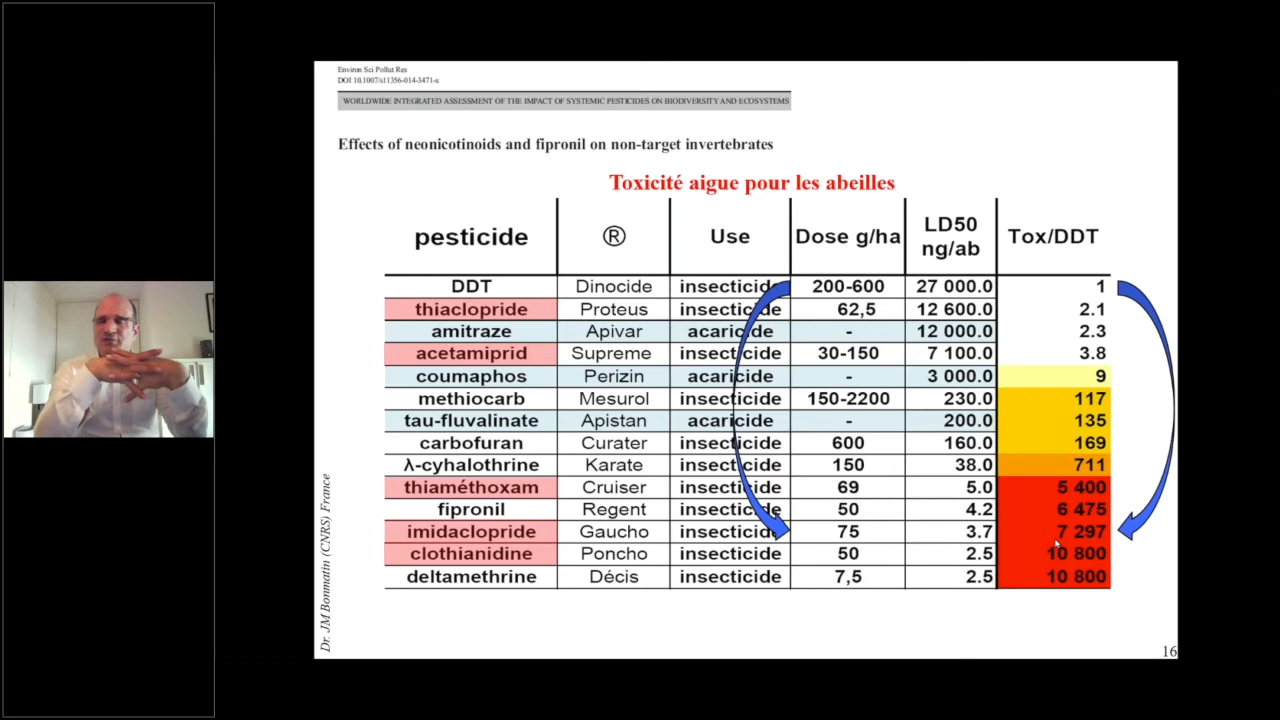 Environ Sci Pollut Res
DOI 10.1007/s11356-014-3471-x
WORLDWIDE INTEGRATED ASSESSMENT OF THE IMPACT OF SYSTEMIC PESTICIDES ON BIODIVERSITY AND ECOSYSTEMS
Effects of neonicotinoids and fipronil on non-target invertebrates
Toxicité aigue pour les abeilles
pesticide ® Use Dose g/ha LD50 ng/ab Tox/DDT
DDT Dinocide insecticide 200-600 27 000.0 1
thiaclopride Proteus insecticide 62,5 12 600.0 2.1
amitraze Apivar acaricide - 12 000.0 2.3
acetamiprid Supreme insecticide 30-150 7 100.0 3.8
coumaphos Perizin acaricide - 3 000.0 9
methiocarb Mesurol insecticide 150-2200 230.0 117
tau-fluvalinate Apistan acaricide - 200.0 135
carbofuran Curater insecticide 600 160.0 169
λ-cyhalothrine Karate insecticide 150 38.0 711
thiaméthoxam Cruiser insecticide 69 5.0 5 400
fipronil Regent insecticide 50 4.2 6 475
imidaclopride Gaucho insecticide 75 3.7 7 297
clothianidine Poncho insecticide 50 2.5 10 800
deltamethrine Décis insecticide 7,5 2.5 10 800
Dr. JM Bonmatin (CNRS) France
16